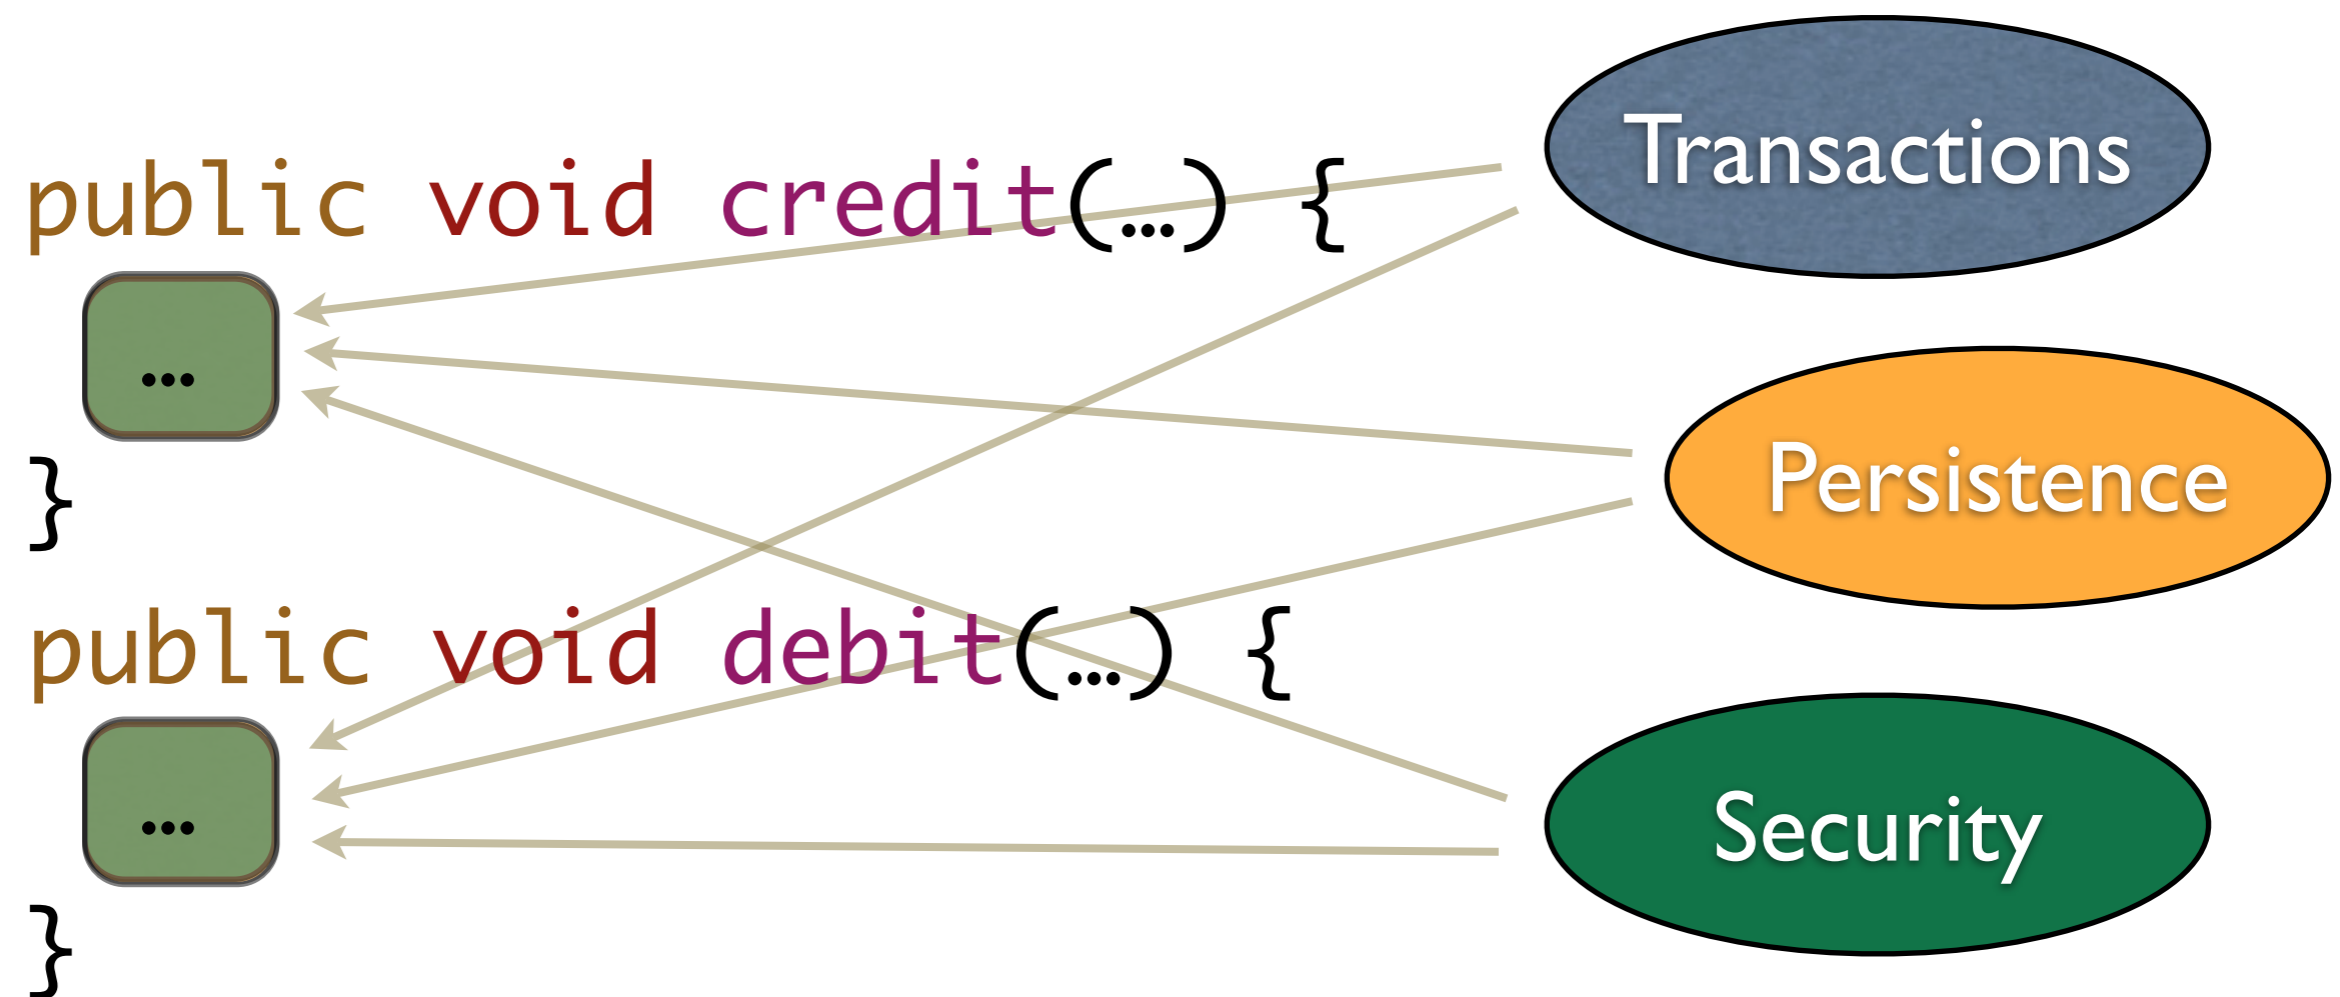 public void credit(…) {
…
}
public void debit(…) {
…
}
Transactions
Persistence
Security